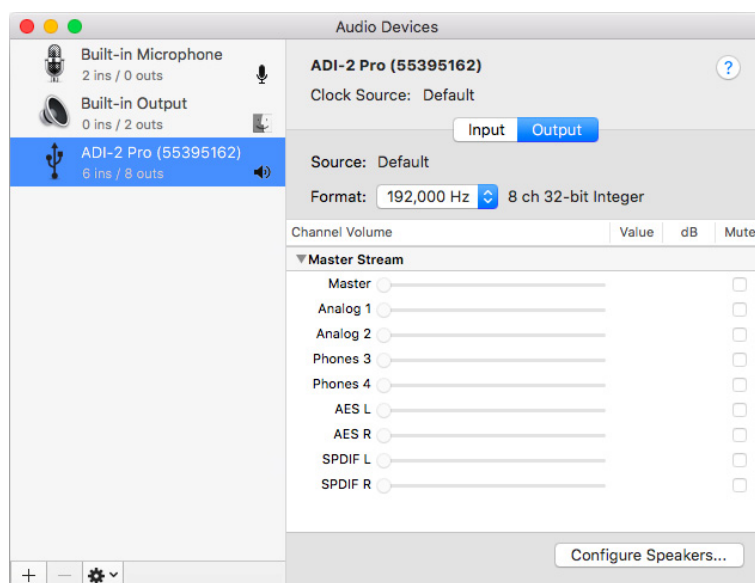 Audio Devices
Built-in Microphone
2 ins / 0 outs
Built-in Output
0 ins / 2 outs
ADI-2 Pro (55395162)
6 ins / 8 outs
ADI-2 Pro (55395162)
?
Clock Source: Default
Input Output
Source: Default
Format: 192,000 Hz 8 ch 32-bit Integer
Channel Volume Value dB Mute
Master Stream
Master
Analog 1
Analog 2
Phones 3
Phones 4
AES L
AES R
SPDIF L
SPDIF R
Configure Speakers...